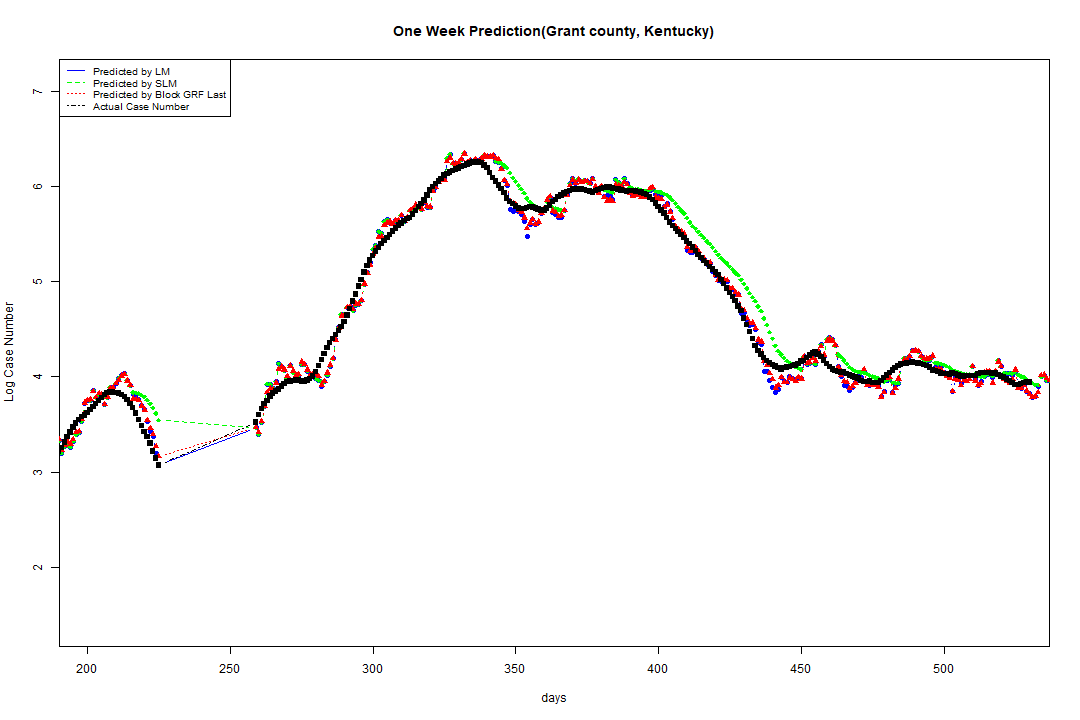 One Week Prediction(Grant county, Kentucky)
Predicted by LM
Predicted by SLM
Predicted by Block GRF Last
Actual Case Number
7
6
5
4
3
2
Log Case Number
200 250 300 350 400 450 500
days